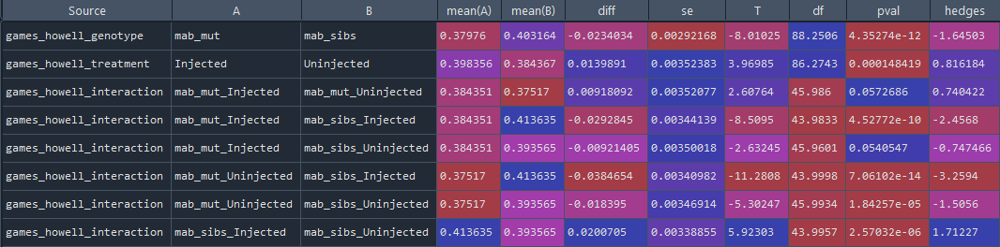 Source A B mean(A) mean(B) diff se T df pval hedges
games_howell_genotype mab_mut mab_sibs 0.37976 0.403164 -0.0234034 0.00292168 -8.01025 88.2506 4.35274e-12 -1.64503
games_howell_treatment Injected Uninjected 0.398356 0.384367 0.0139891 0.00352383 3.96985 86.2743 0.000148419 0.816184
games_howell_interaction mab_mut_Injected mab_mut_Uninjected 0.384351 0.37517 0.00918092 0.00352077 2.60764 45.986 0.0572686 0.740422
games_howell_interaction mab_mut_Injected mab_sibs_Injected 0.384351 0.413635 -0.0292845 0.00344139 -8.5095 43.9833 4.52772e-10 -2.4568
games_howell_interaction mab_mut_Injected mab_sibs_Uninjected 0.384351 0.393565 -0.00921405 0.00350018 -2.63245 45.9601 0.0540547 -0.747466
games_howell_interaction mab_mut_Uninjected mab_sibs_Injected 0.37517 0.413635 -0.0384654 0.00340982 -11.2808 43.9998 7.06102e-14 -3.2594
games_howell_interaction mab_mut_Uninjected mab_sibs_Uninjected 0.37517 0.393565 -0.018395 0.00346914 -5.30247 45.9934 1.84257e-05 -1.5056
games_howell_interaction mab_sibs_Injected mab_sibs_Uninjected 0.413635 0.393565 0.0200705 0.00338855 5.92303 43.9957 2.57032e-06 1.71227